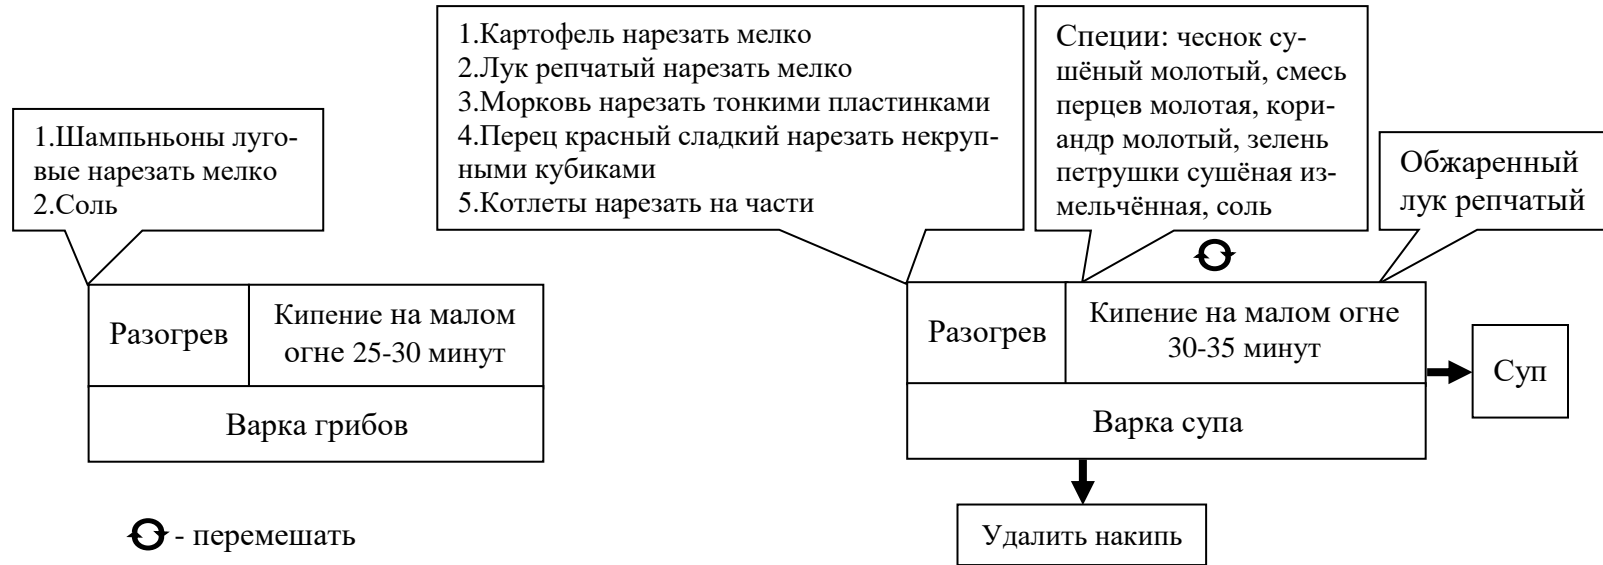 1.Шампьньоны луго-
вые нарезать мелко
2.Соль
Разогрев
Кипение на малом
огне 25-30 минут
Варка грибов
- перемешать
1.Картофель нарезать мелко
2.Лук репчатый нарезать мелко
3.Морковь нарезать тонкими пластинками
4.Перец красный сладкий нарезать некруп-
ными кубиками
5.Котлеты нарезать на части
Специи: чеснок су-
шёный молотый, смесь
перцев молотая, кори-
андр молотый, зелень
петрушки сушёная из-
мельчённая, соль
Обжаренный
лук репчатый
Разогрев
Кипение на малом огне
30-35 минут
Варка супа
Суп
Удалить накипь